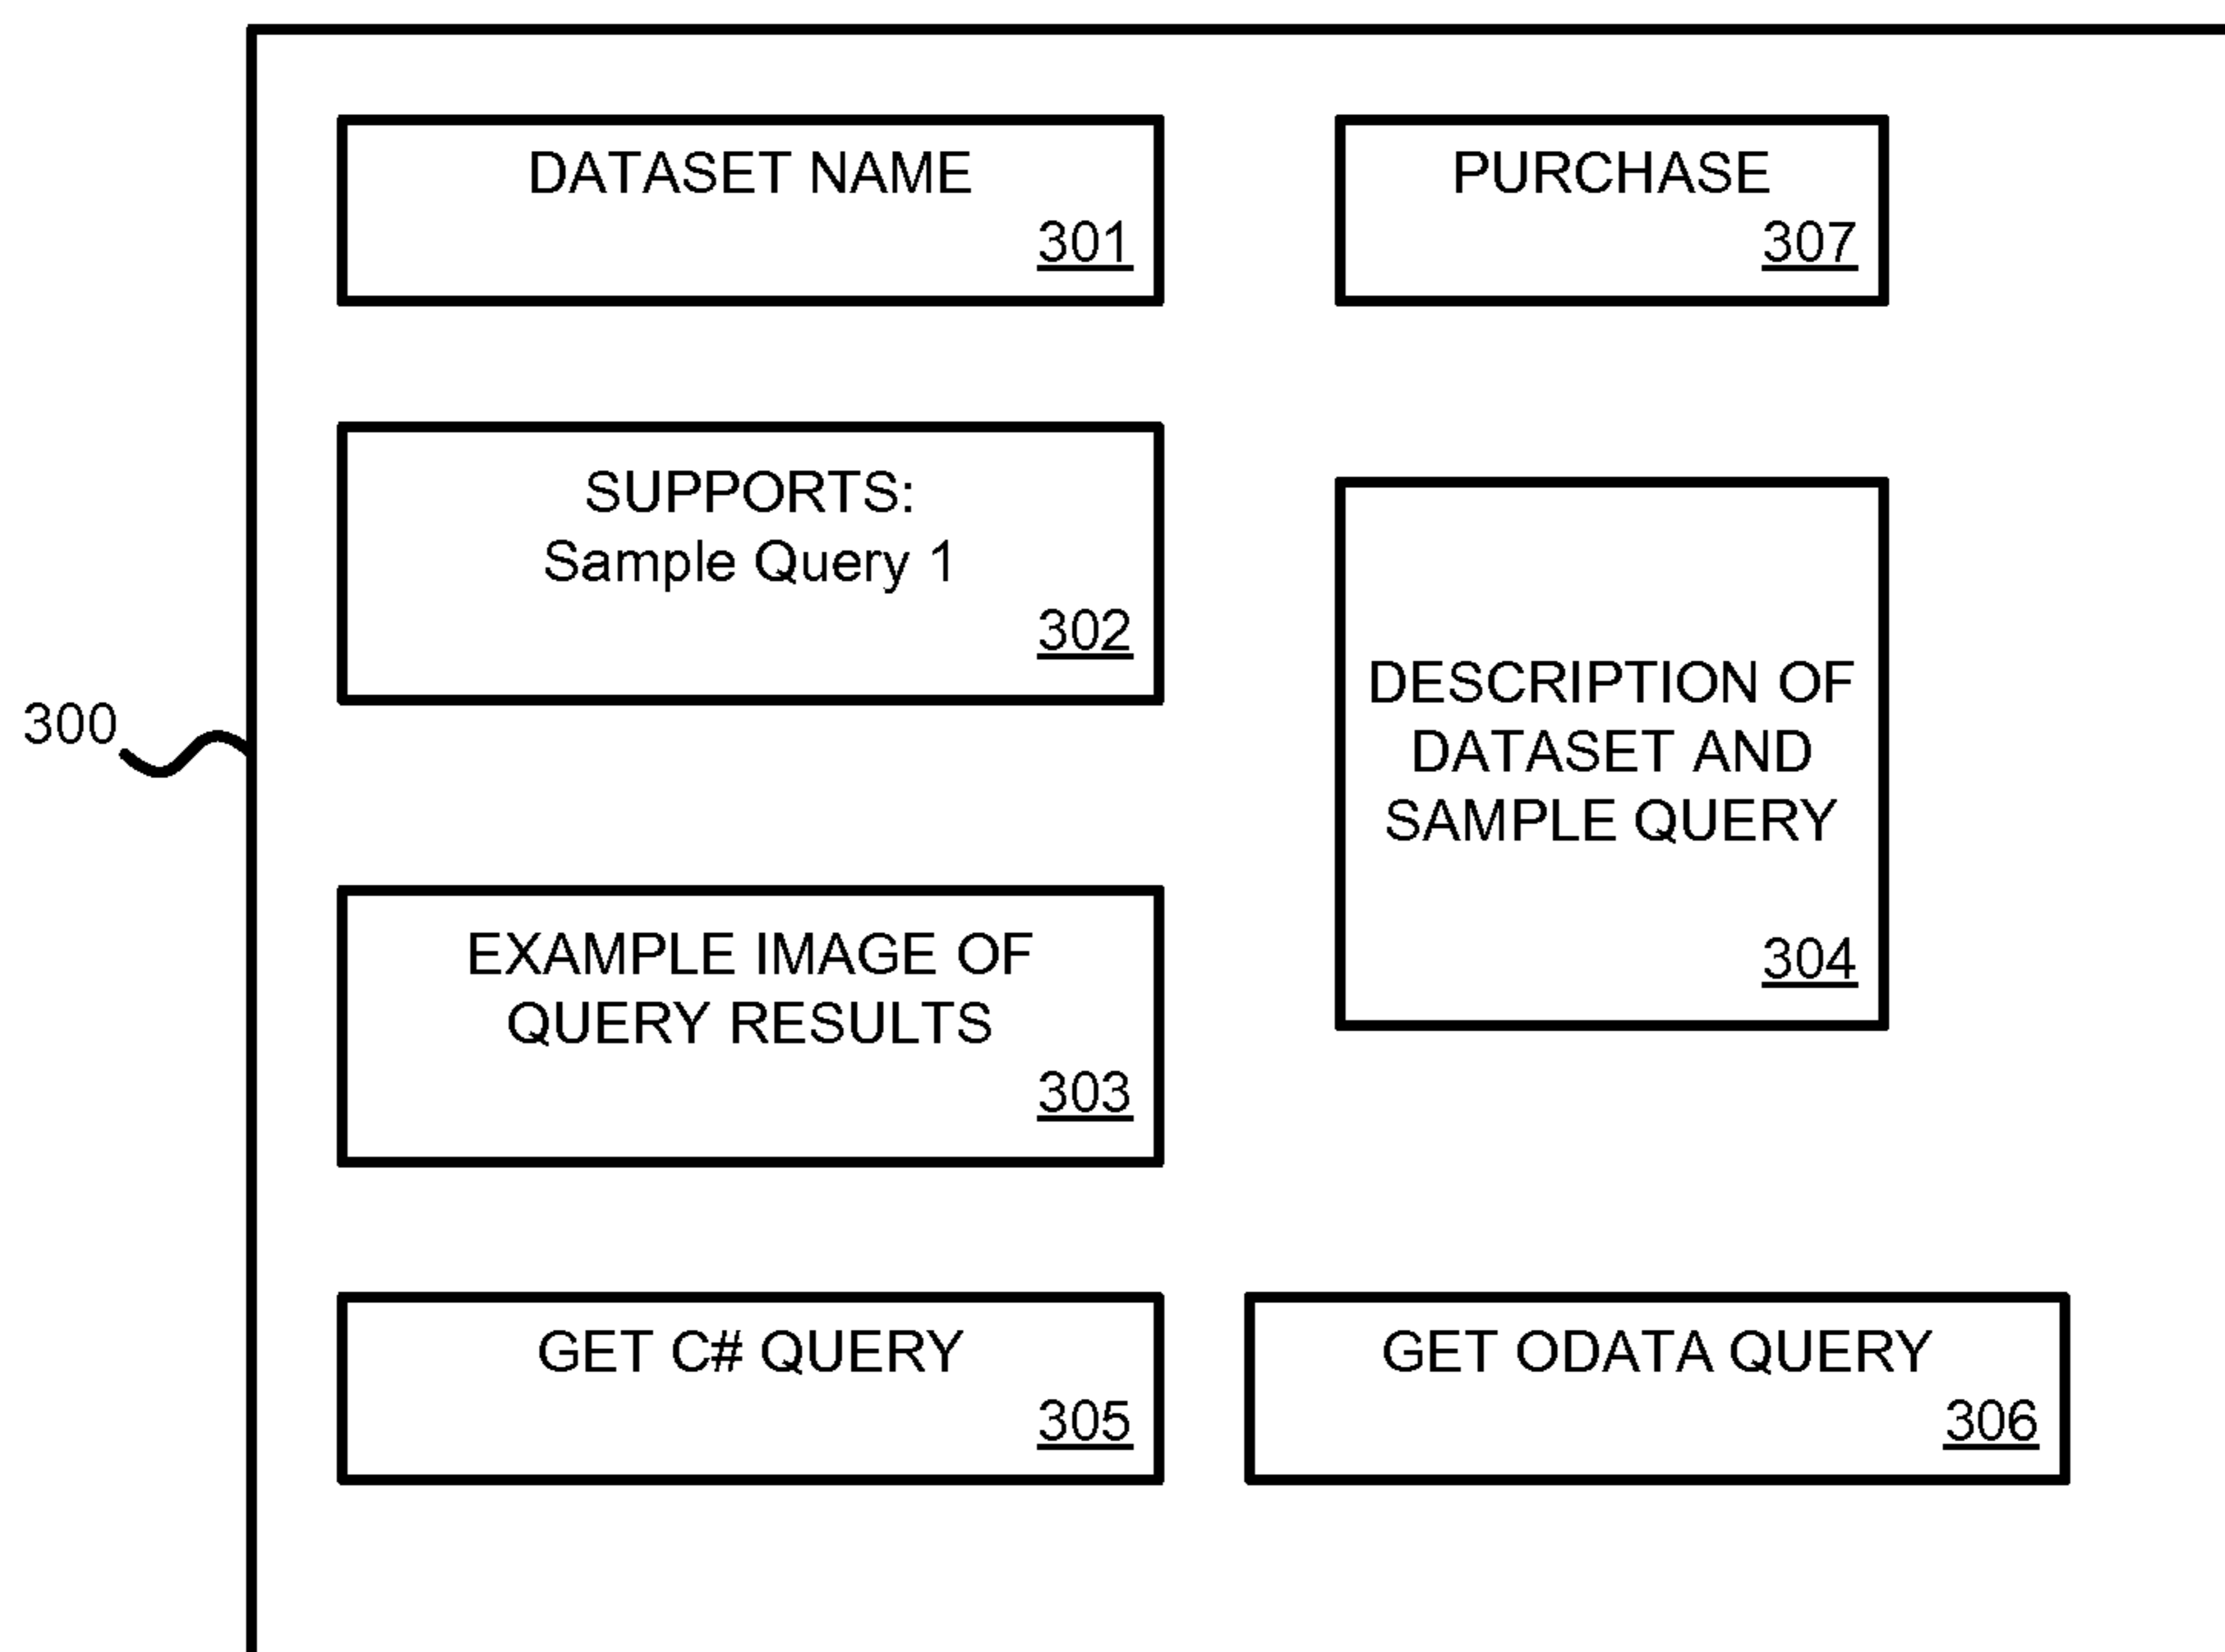 DATASET NAME
301
PURCHASE
307
SUPPORTS:
Sample Query 1
302
300
DESCRIPTION OF
DATASET AND
SAMPLE QUERY
304
EXAMPLE IMAGE OF
QUERY RESULTS
303
GET C# QUERY
305
GET ODATA QUERY
306